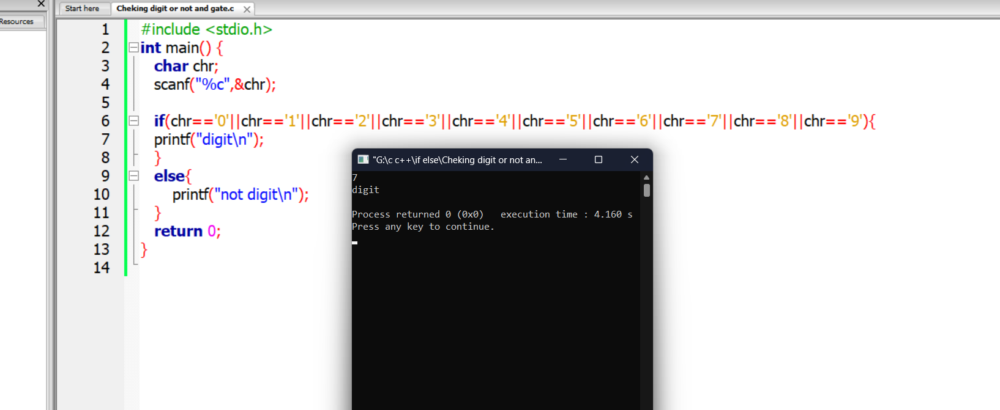 Start here
Cheking digit or not and gate.c
Resources
1 #include <stdio.h>
2 int main() {
3 char chr;
4 scanf("%c",&chr);
5
6 if(chr=='0'||chr=='1'||chr=='2'||chr=='3'||chr=='4'||chr=='5'||chr=='6'||chr=='7'||chr=='8'||chr=='9'){
7 printf("digit\n");
8 }
9 else{
10 printf("not digit\n");
11 }
12 return 0;
13 }
14
"G:\c c++\if else\Cheking digit or not an...
7
digit
Process returned 0 (0x0)   execution time : 4.160 s
Press any key to continue.